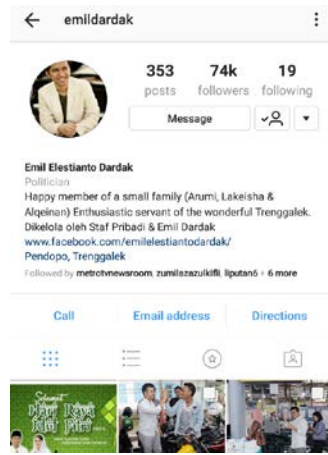 emildardak
353 74k 19
posts followers following
Message
Emil Elestianto Dardak
Politician
Happy member of a small family (Arumi, Lakeisha &
Alqeinan) Enthusiastic servant of the wonderful Trenggalek.
Dikelola oleh Staf Pribadi & Emil Dardak
www.facebook.com/emilelestiantodardak/
Pendopo, Trenggalek
Followed by metrotvnewsroom, zumilazazulkifli, liputan6 + 6 more
Call Email address Directions
Selamat
Hari Raya
Idul Fitri